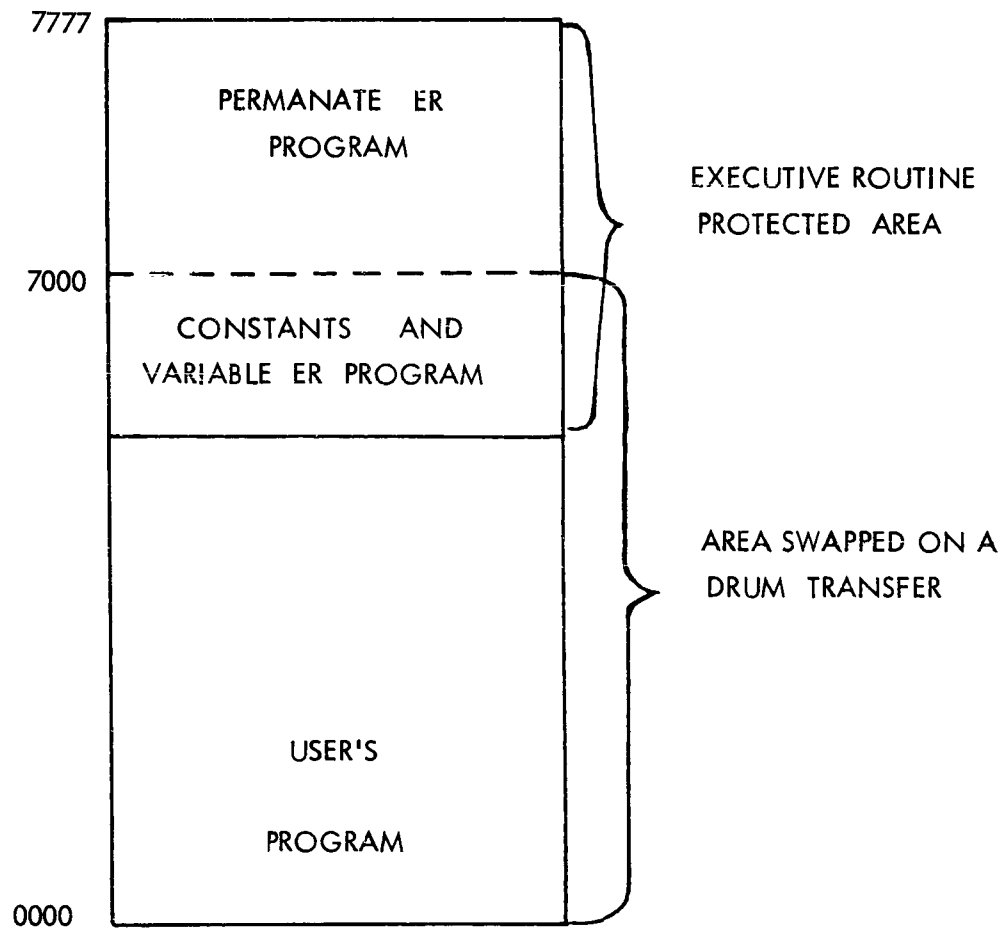 7777
PERMANATE ER
PROGRAM
EXECUTIVE ROUTINE
PROTECTED AREA
7000
CONSTANTS AND
VARIABLE ER PROGRAM
AREA SWAPPED ON A
DRUM TRANSFER
USER'S
PROGRAM
0000